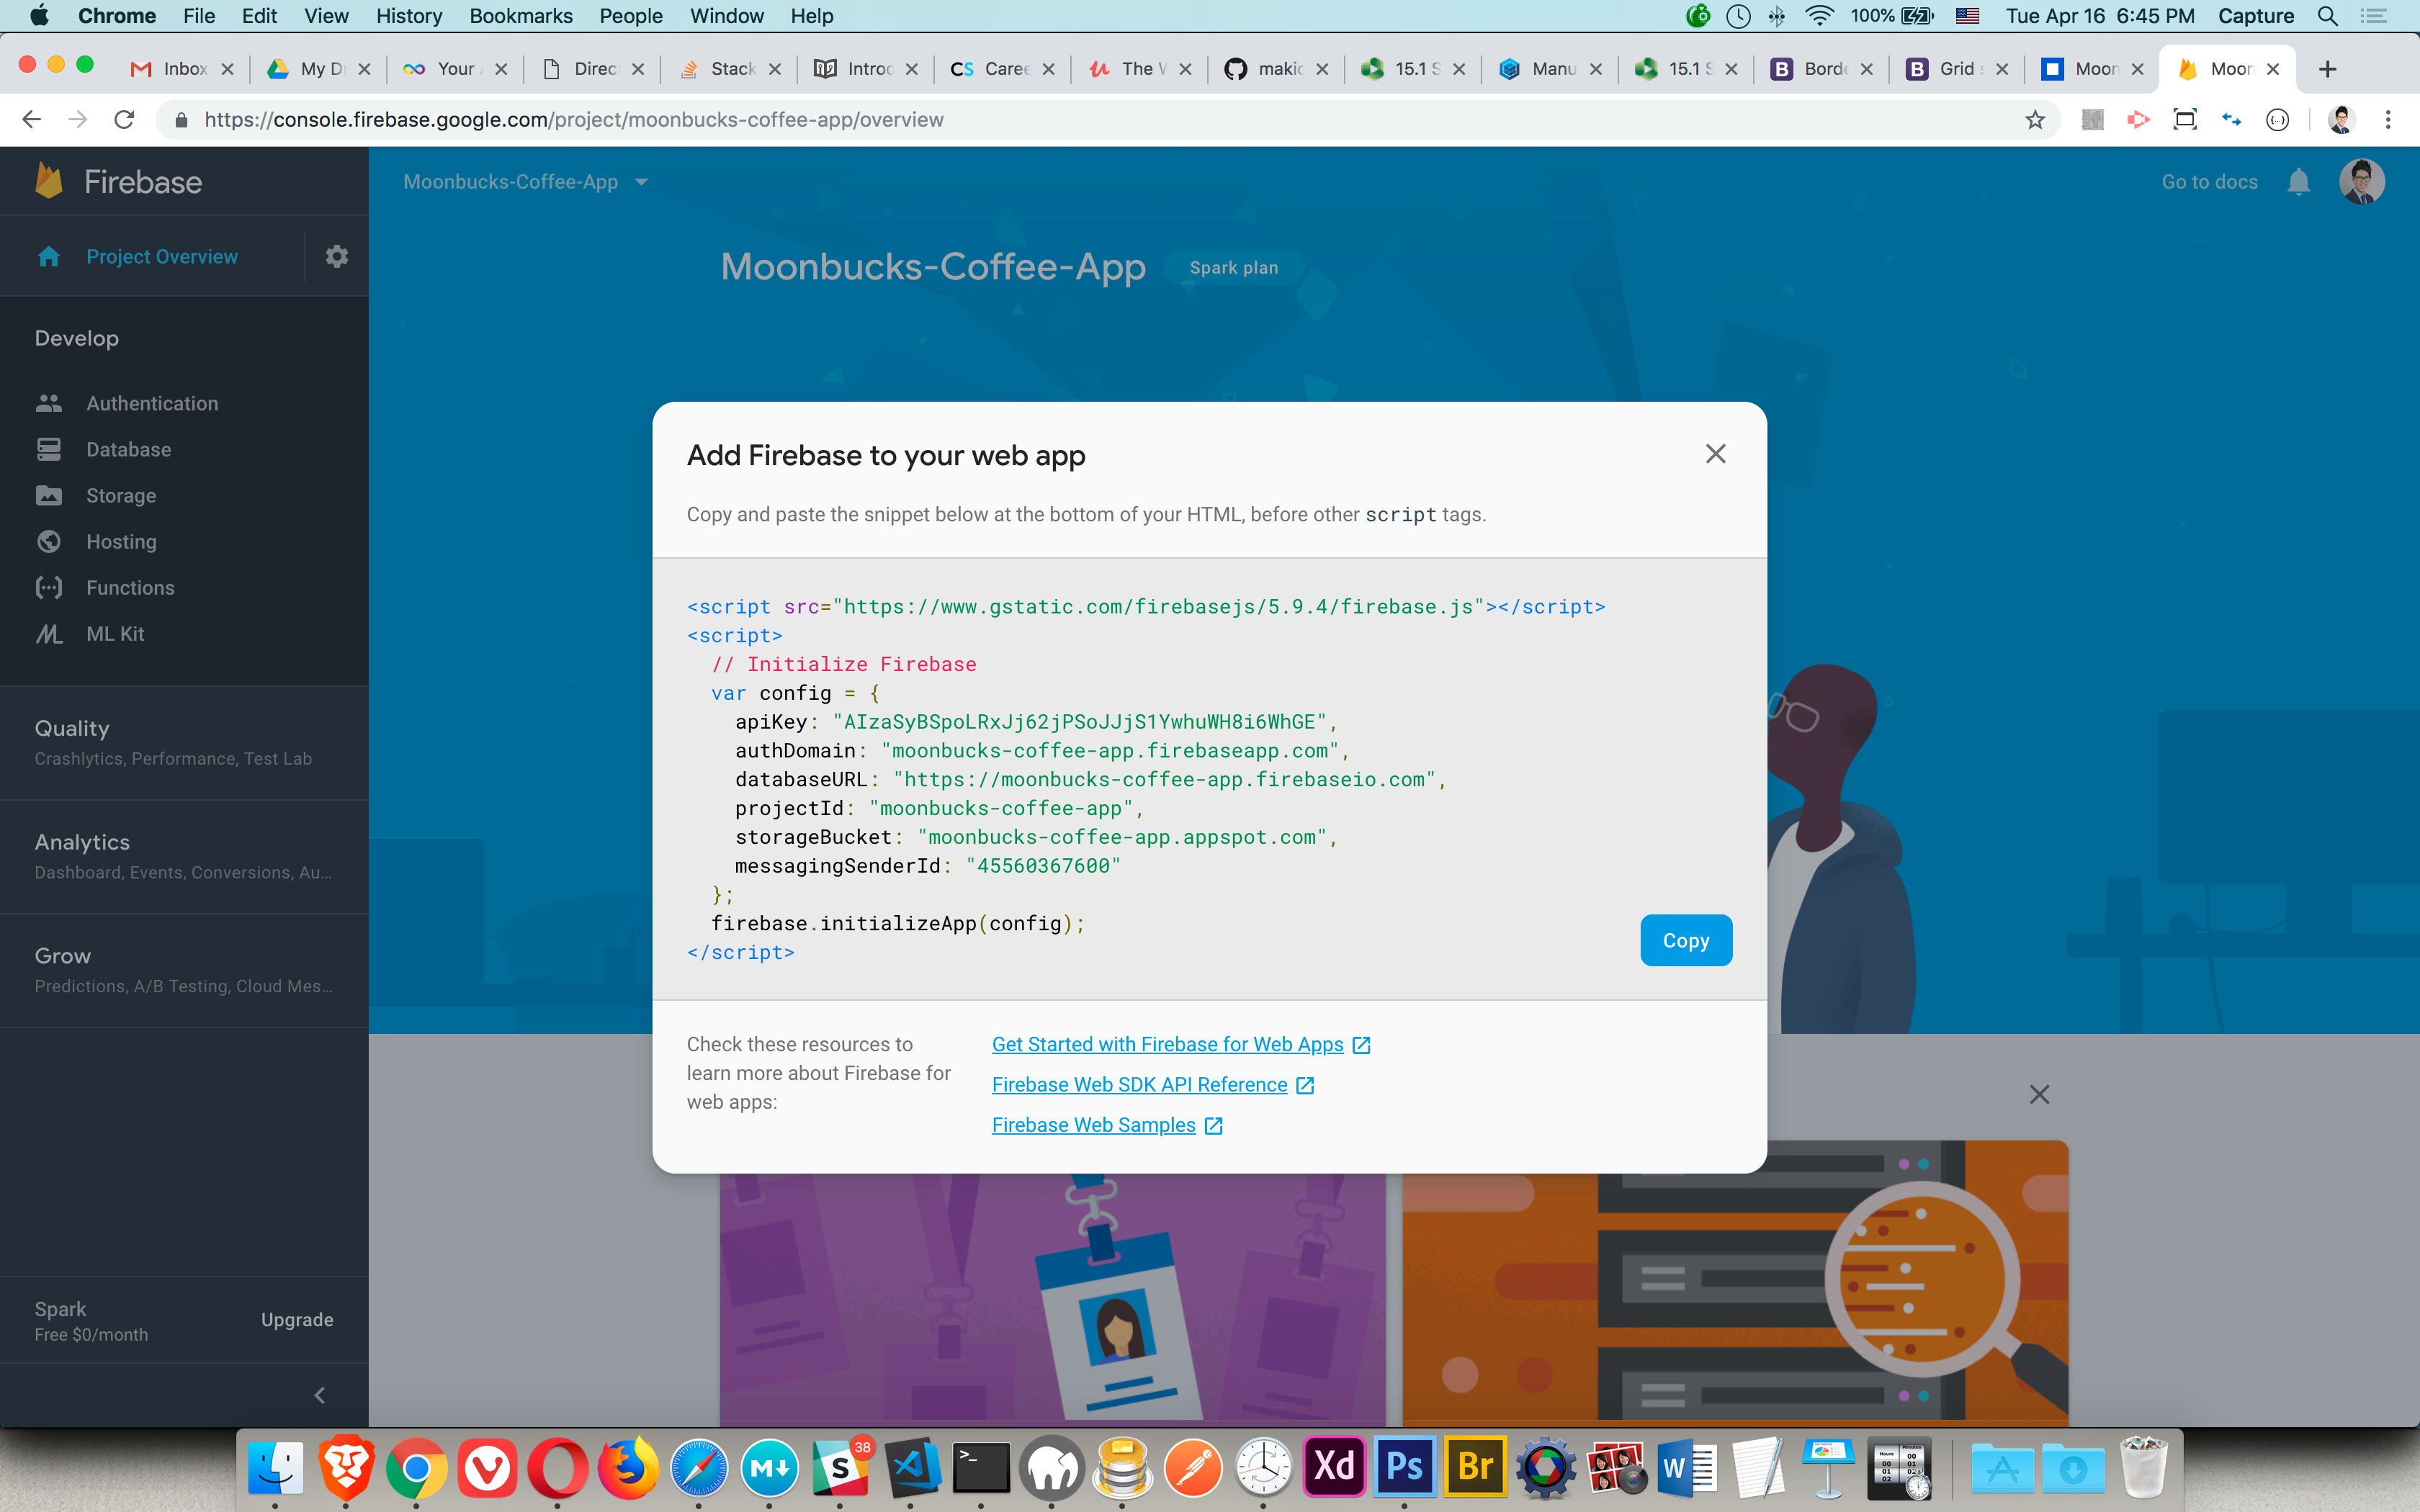 Chrome File Edit View History Bookmarks People Window Help 100% Tue Apr 16 6:45 PM Capture
Inbox My Dr Your A Direc Stack Introd CS Caree The W makic 15.1 S Manu 15.1 S B Borde B Grid s Moon Moon
https://console.firebase.google.com/project/moonbucks-coffee-app/overview
Firebase
Moonbucks-Coffee-App
Go to docs
Project Overview
Moonbucks-Coffee-App Spark plan
Develop
Authentication
Database
Storage
Hosting
Functions
ML Kit
Quality
Crashlytics, Performance, Test Lab
Analytics
Dashboard, Events, Conversions, Au...
Grow
Predictions, A/B Testing, Cloud Mes...
Spark
Free $0/month
Upgrade
Add Firebase to your web app
Copy and paste the snippet below at the bottom of your HTML, before other script tags.
<script src="https://www.gstatic.com/firebasejs/5.9.4/firebase.js"></script>
<script>
// Initialize Firebase
var config = {
apiKey: "AIzaSyBSpoLRxJj62jPSoJJjS1YwhuWH8i6WhGE",
authDomain: "moonbucks-coffee-app.firebaseapp.com",
databaseURL: "https://moonbucks-coffee-app.firebaseio.com",
projectId: "moonbucks-coffee-app",
storageBucket: "moonbucks-coffee-app.appspot.com",
messagingSenderId: "45560367600"
};
firebase.initializeApp(config);
</script>
Copy
Check these resources to
learn more about Firebase for
web apps:
Get Started with Firebase for Web Apps
Firebase Web SDK API Reference
Firebase Web Samples
M S 38 >_ Xd Ps Br W